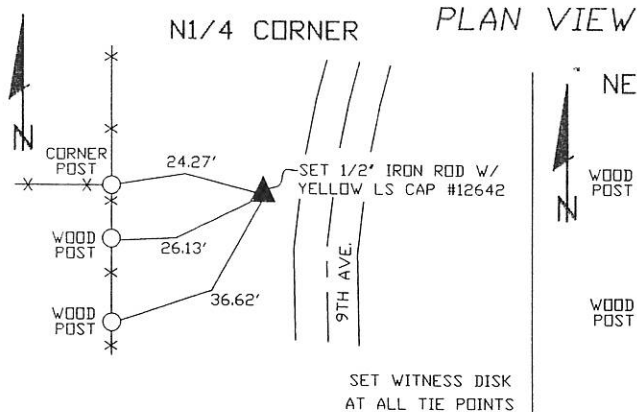 PLAN VIEW
N1/4 CORNER
N
CORNER
POST
24.27'
SET 1/2" IRON ROD W/
YELLOW LS CAP #12642
WOOD
POST
26.13'
36.62'
WOOD
POST
9TH AVE.
SET WITNESS DISK
AT ALL TIE POINTS
NE
N
WOOD
POST
WOOD
POST